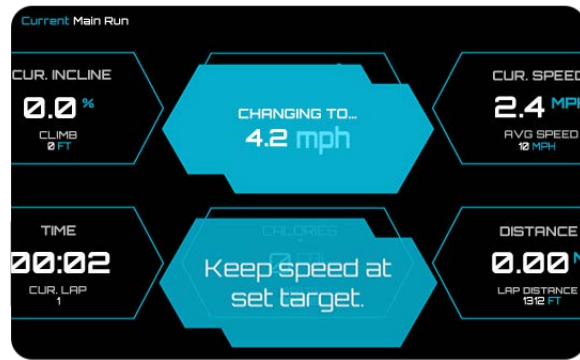 Current Main Run
CUR. INCLINE
0.0 %
CLIMB
0 FT
CHANGING TO...
4.2 mph
CUR. SPEED
2.4 MPH
AVG SPEED
10 MPH
TIME
00:02
CUR. LAP
1
CALORIES
Keep speed at
set target.
DISTANCE
0.00
LAP DISTANCE
1312 FT